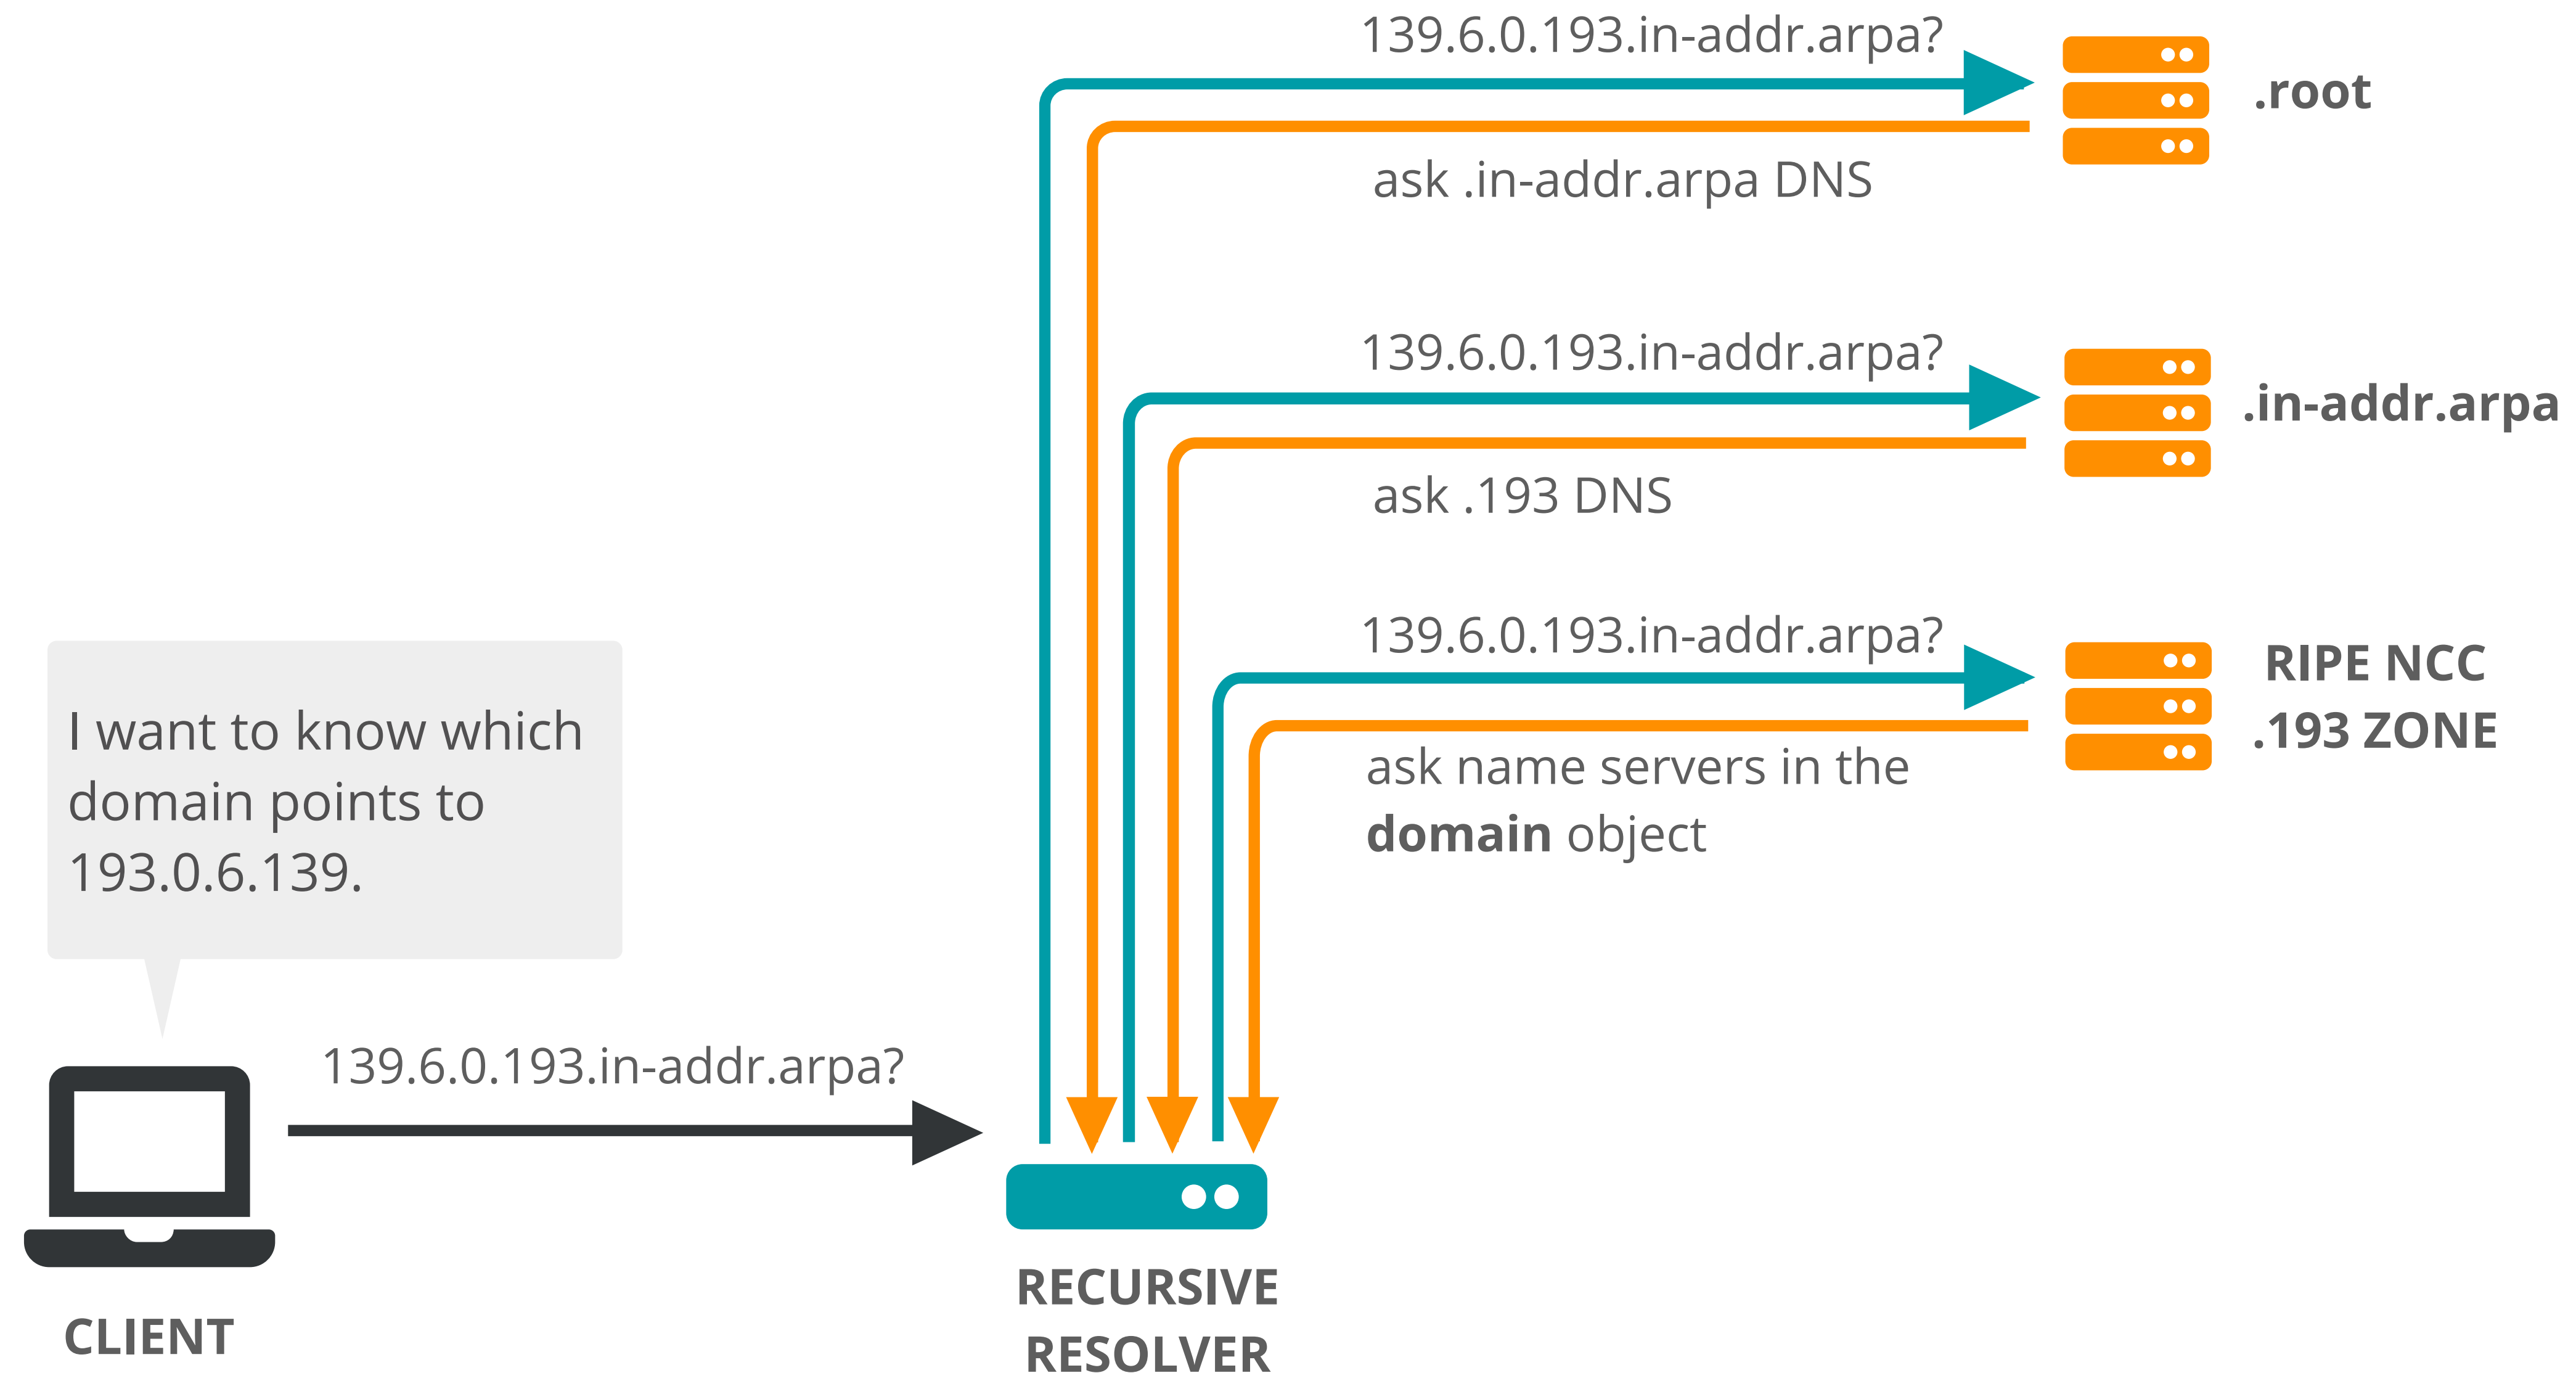 139.6.0.193.in-addr.arpa?
.root
ask .in-addr.arpa DNS
139.6.0.193.in-addr.arpa?
.in-addr.arpa
ask .193 DNS
139.6.0.193.in-addr.arpa?
RIPE NCC
.193 ZONE
ask name servers in the
domain object
I want to know which
domain points to
193.0.6.139.
139.6.0.193.in-addr.arpa?
CLIENT
RECURSIVE
RESOLVER